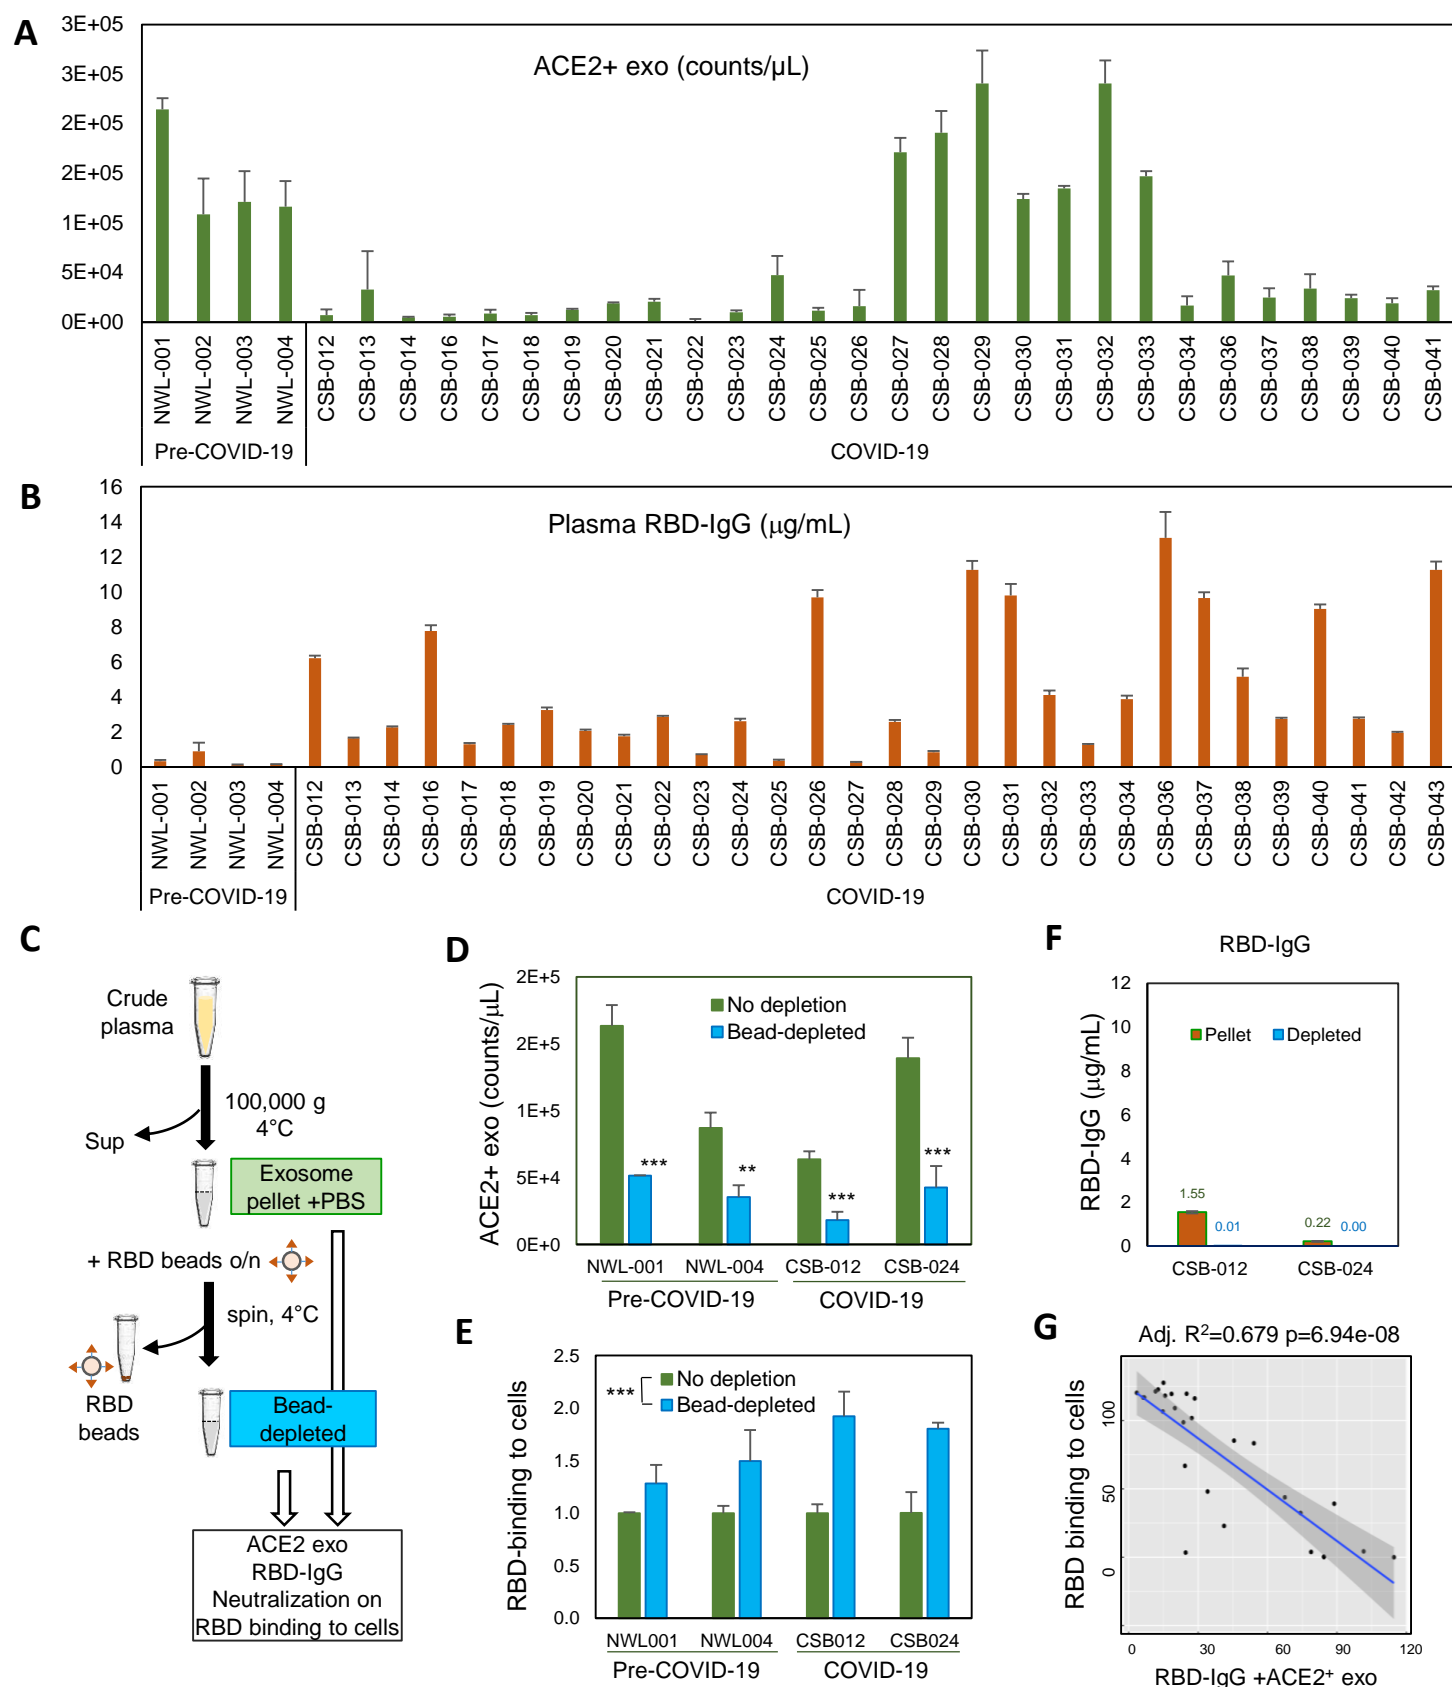 A
ACE2+ exo (counts/µL)
3E+05
3E+05
2E+05
2E+05
1E+05
5E+04
0E+00
NWL-001
NWL-002
NWL-003
NWL-004
CSB-012
CSB-013
CSB-014
CSB-016
CSB-017
CSB-018
CSB-019
CSB-020
CSB-021
CSB-022
CSB-023
CSB-024
CSB-025
CSB-026
CSB-027
CSB-028
CSB-029
CSB-030
CSB-031
CSB-032
CSB-033
CSB-034
CSB-036
CSB-037
CSB-038
CSB-039
CSB-040
CSB-041
Pre-COVID-19
COVID-19
B
Plasma RBD-IgG (µg/mL)
16
14
12
10
8
6
4
2
0
NWL-001
NWL-002
NWL-003
NWL-004
CSB-012
CSB-013
CSB-014
CSB-016
CSB-017
CSB-018
CSB-019
CSB-020
CSB-021
CSB-022
CSB-023
CSB-024
CSB-025
CSB-026
CSB-027
CSB-028
CSB-029
CSB-030
CSB-031
CSB-032
CSB-033
CSB-034
CSB-036
CSB-037
CSB-038
CSB-039
CSB-040
CSB-041
CSB-042
CSB-043
Pre-COVID-19
COVID-19
C
Crude
plasma
100,000 g
4°C
Sup
Exosome
pellet +PBS
+ RBD beads o/n
spin, 4°C
RBD
beads
Bead-
depleted
ACE2 exo
RBD-IgG
Neutralization on
RBD binding to cells
D
ACE2+ exo (counts/µL)
2E+5
2E+5
1E+5
5E+4
0E+0
No depletion
Bead-depleted
***
**
***
***
NWL-001
NWL-004
CSB-012
CSB-024
Pre-COVID-19
COVID-19
E
RBD-binding to cells
2.5
2.0
1.5
1.0
0.5
0.0
***
No depletion
Bead-depleted
NWL001
NWL004
CSB012
CSB024
Pre-COVID-19
COVID-19
F
RBD-IgG
RBD-IgG (µg/mL)
12
10
8
6
4
2
0
Pellet
Depleted
1.55
0.01
0.22
0.00
CSB-012
CSB-024
G
Adj. R²=0.679 p=6.94e-08
RBD binding to cells
100
50
0
0
30
60
90
120
RBD-IgG +ACE2⁺ exo